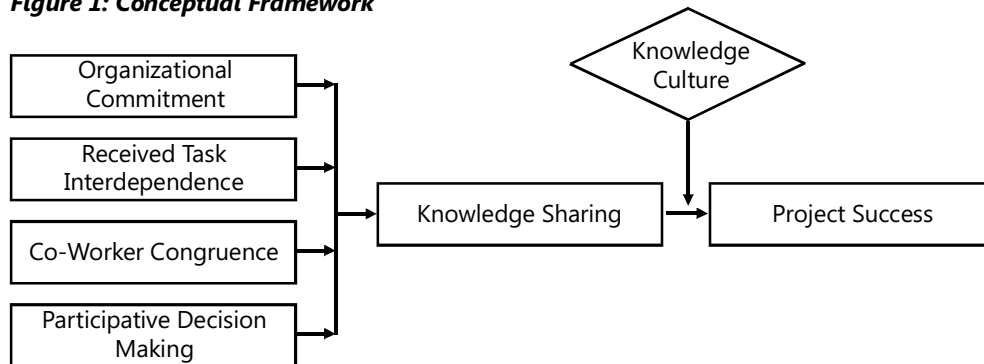 Figure 1: Conceptual Framework
Organizational
Commitment
Received Task
Interdependence
Co-Worker Congruence
Participative Decision
Making
Knowledge Sharing
Knowledge
Culture
Project Success